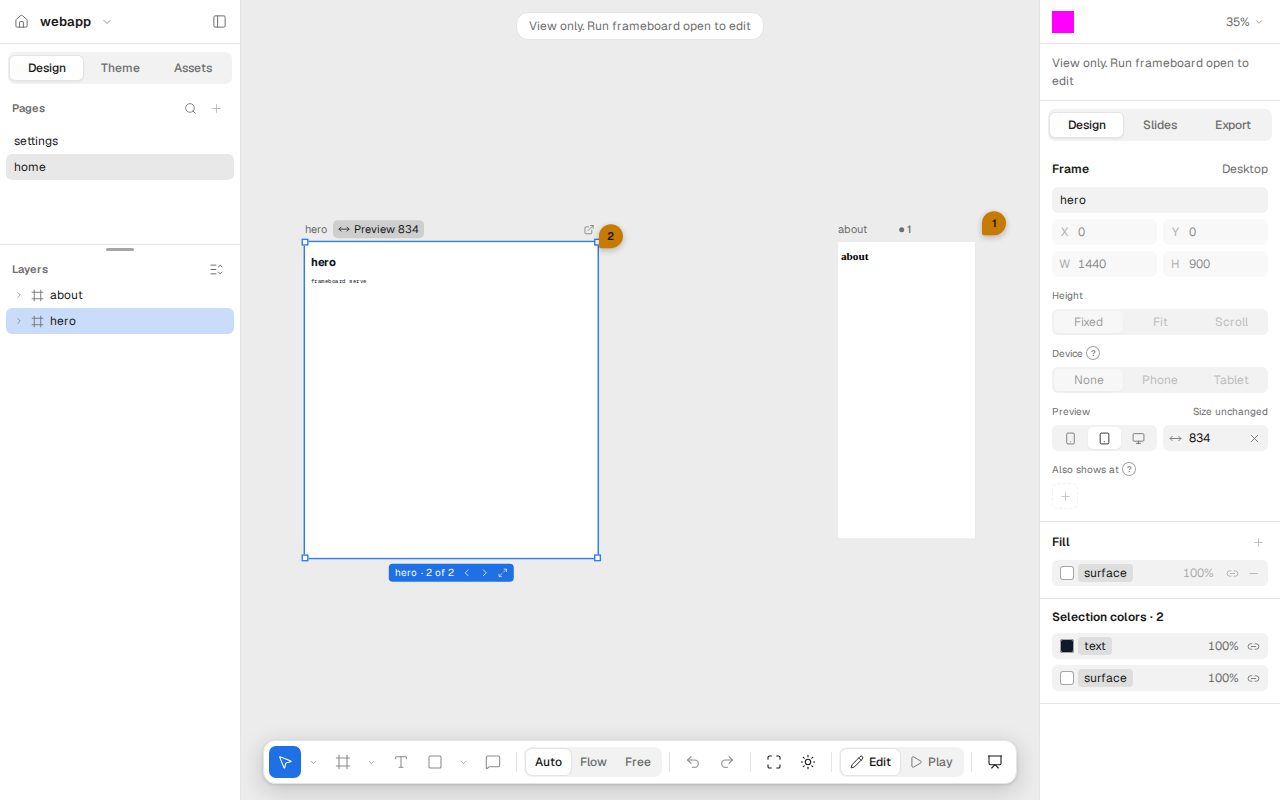 webapp
Design
Theme
Assets
Pages
settings
home
Layers
about
hero
View only. Run frameboard open to edit
hero
Preview 834
2
hero
frameboard serve
hero · 2 of 2
about
1
1
about
Auto
Flow
Free
Edit
Play
35%
View only. Run frameboard open to
edit
Design
Slides
Export
Frame
Desktop
hero
X 0
Y 0
W 1440
H 900
Height
Fixed
Fit
Scroll
Device ?
None
Phone
Tablet
Preview
Size unchanged
834
Also shows at ?
Fill
surface
100%
Selection colors · 2
text
100%
surface
100%